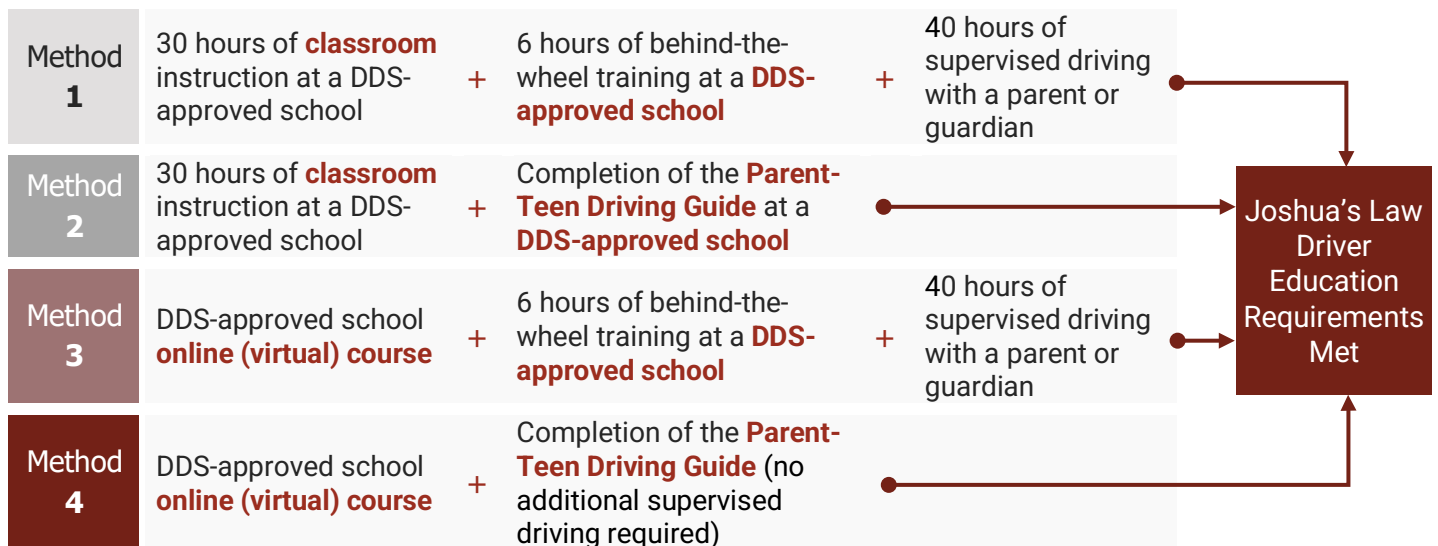 Method
1
30 hours of classroom
instruction at a DDS-
approved school
+
6 hours of behind-the-
wheel training at a DDS-
approved school
+
40 hours of
supervised driving
with a parent or
guardian
Method
2
30 hours of classroom
instruction at a DDS-
approved school
+
Completion of the Parent-
Teen Driving Guide at a
DDS-approved school
Method
3
DDS-approved school
online (virtual) course
+
6 hours of behind-the-
wheel training at a DDS-
approved school
+
40 hours of
supervised driving
with a parent or
guardian
Method
4
DDS-approved school
online (virtual) course
+
Completion of the Parent-
Teen Driving Guide (no
additional supervised
driving required)
Joshua’s Law
Driver
Education
Requirements
Met